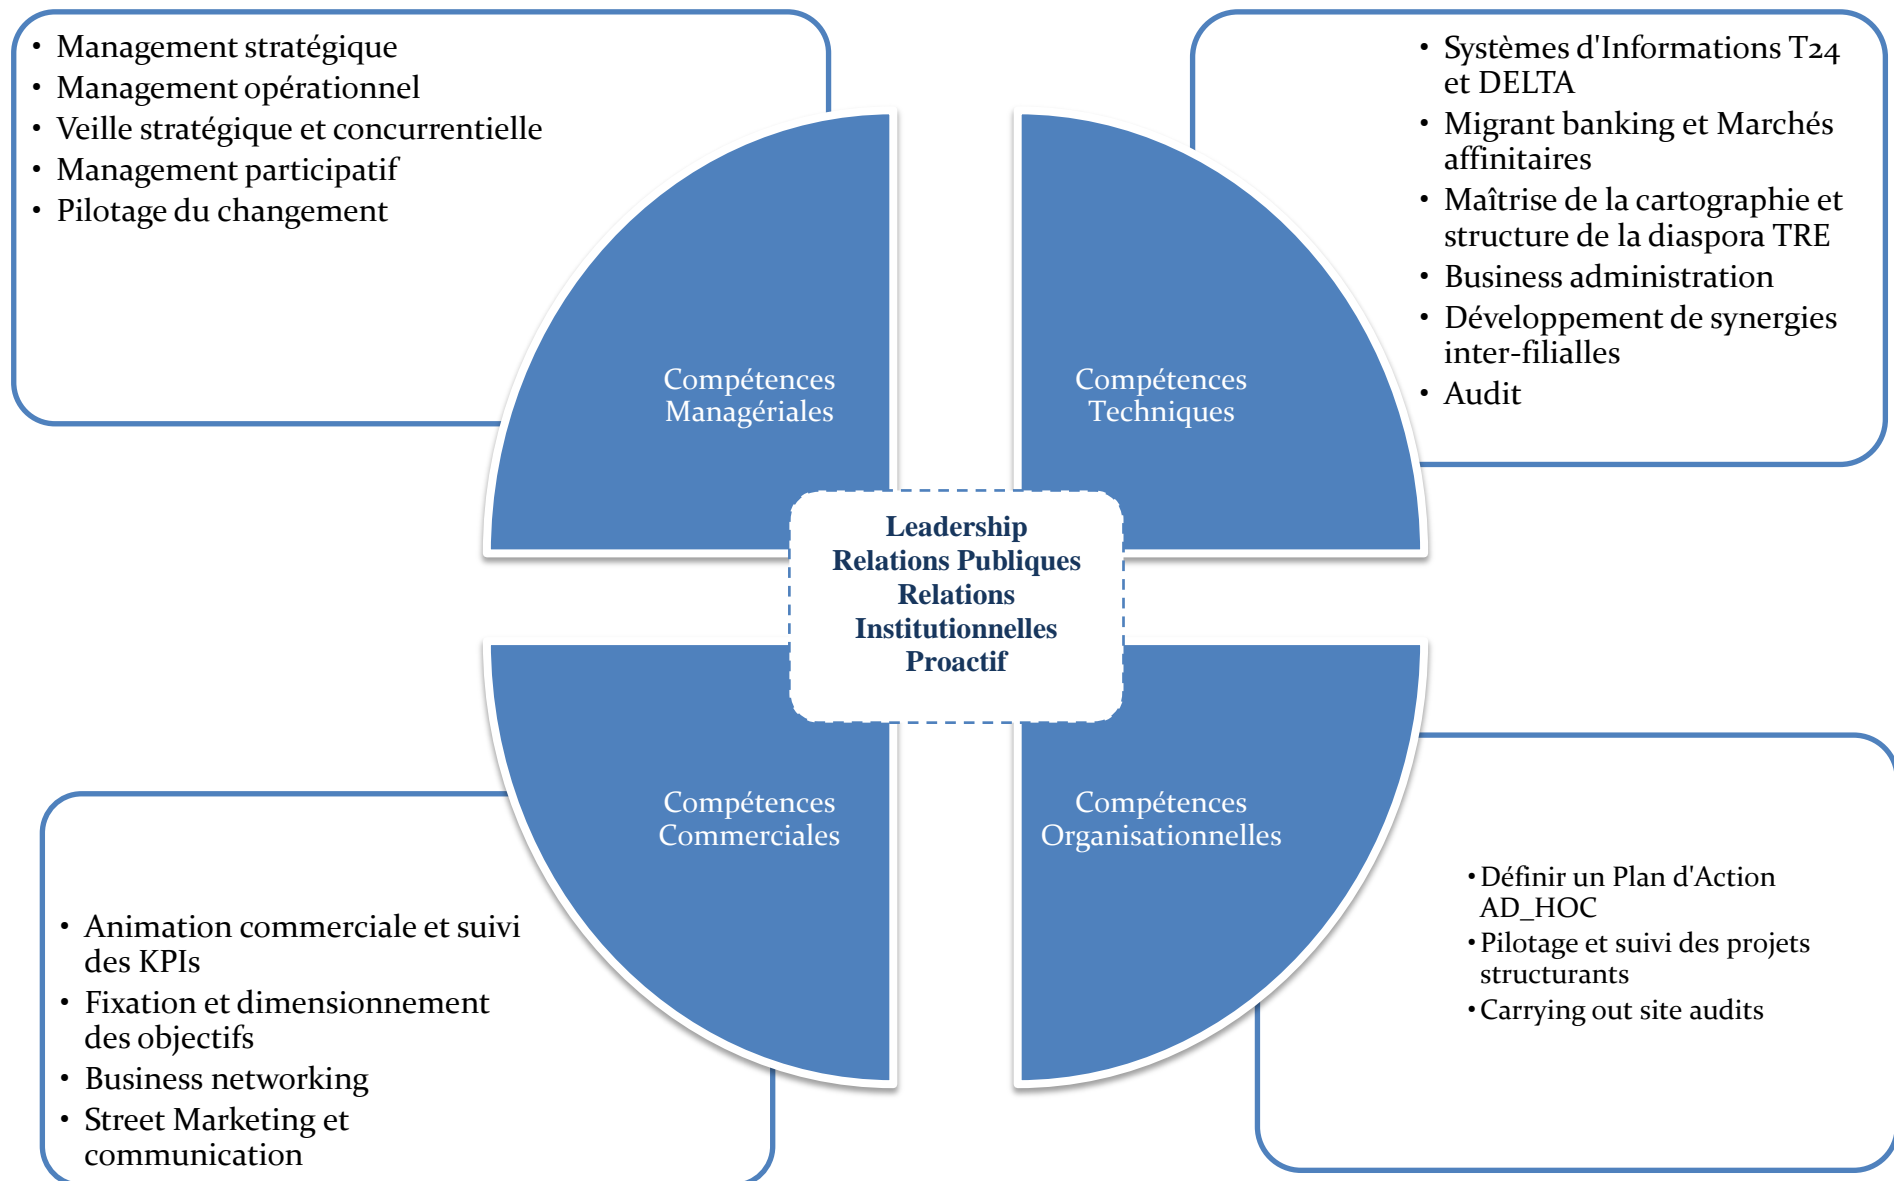 • Management stratégique
• Management opérationnel
• Veille stratégique et concurrentielle
• Management participatif
• Pilotage du changement
• Systèmes d'Informations T24
et DELTA
• Migrant banking et Marchés
affinitaires
• Maîtrise de la cartographie et
structure de la diaspora TRE
• Business administration
• Développement de synergies
inter-filialles
• Audit
Compétences
Managériales
Compétences
Techniques
Leadership
Relations Publiques
Relations
Institutionnelles
Proactif
Compétences
Commerciales
Compétences
Organisationnelles
• Animation commerciale et suivi
des KPIs
• Fixation et dimensionnement
des objectifs
• Business networking
• Street Marketing et
communication
• Définir un Plan d'Action
AD_HOC
• Pilotage et suivi des projets
structurants
• Carrying out site audits